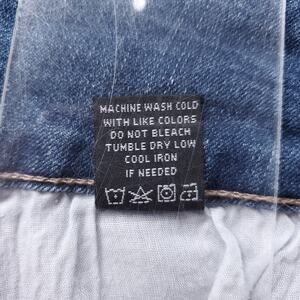 MACHINE WASH COLD
WITH LIKE COLORS
DO NOT BLEACH
TUMBLE DRY LOW
COOL IRON
IF NEEDED